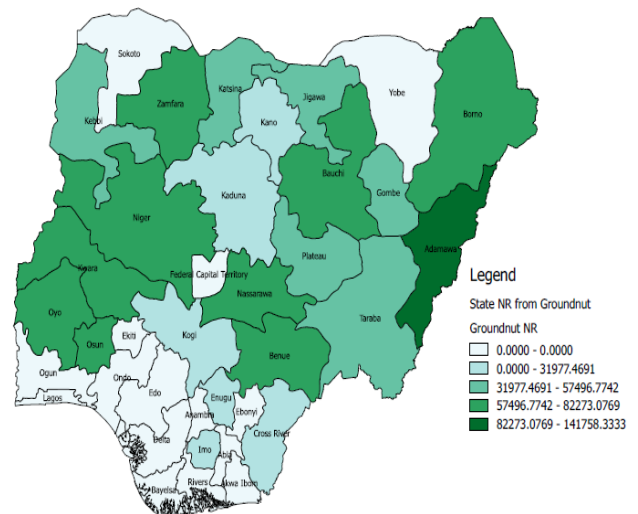 Sokoto
Katsina
Jigawa
Yobe
Zamfara
Borno
Kebbi
Kano
Bauchi
Gombe
Kaduna
Niger
Adamawa
Plateau
Kwara
Federal Capital Territory
Nassarawa
Taraba
Oyo
Osun
Ekiti
Kogi
Benue
Ogun
Ondo
Edo
Enugu
Lagos
Anambra
Ebonyi
Delta
Imo
Abia
Cross River
Bayelsa
Rivers
Akwa Ibom
Legend
State NR from Groundnut
Groundnut NR
0.0000 - 0.0000
0.0000 - 31977.4691
31977.4691 - 57496.7742
57496.7742 - 82273.0769
82273.0769 - 141758.3333